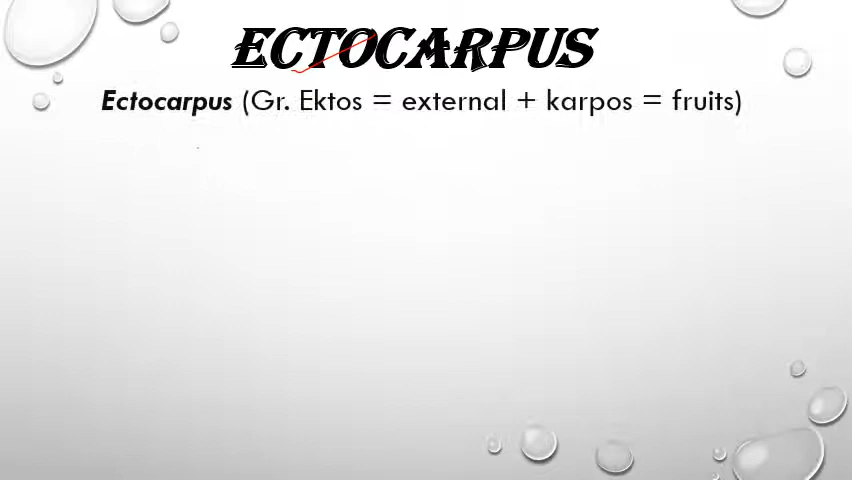 ECTOCARPUS
Ectocarpus (Gr. Ektos = external + karpos = fruits)